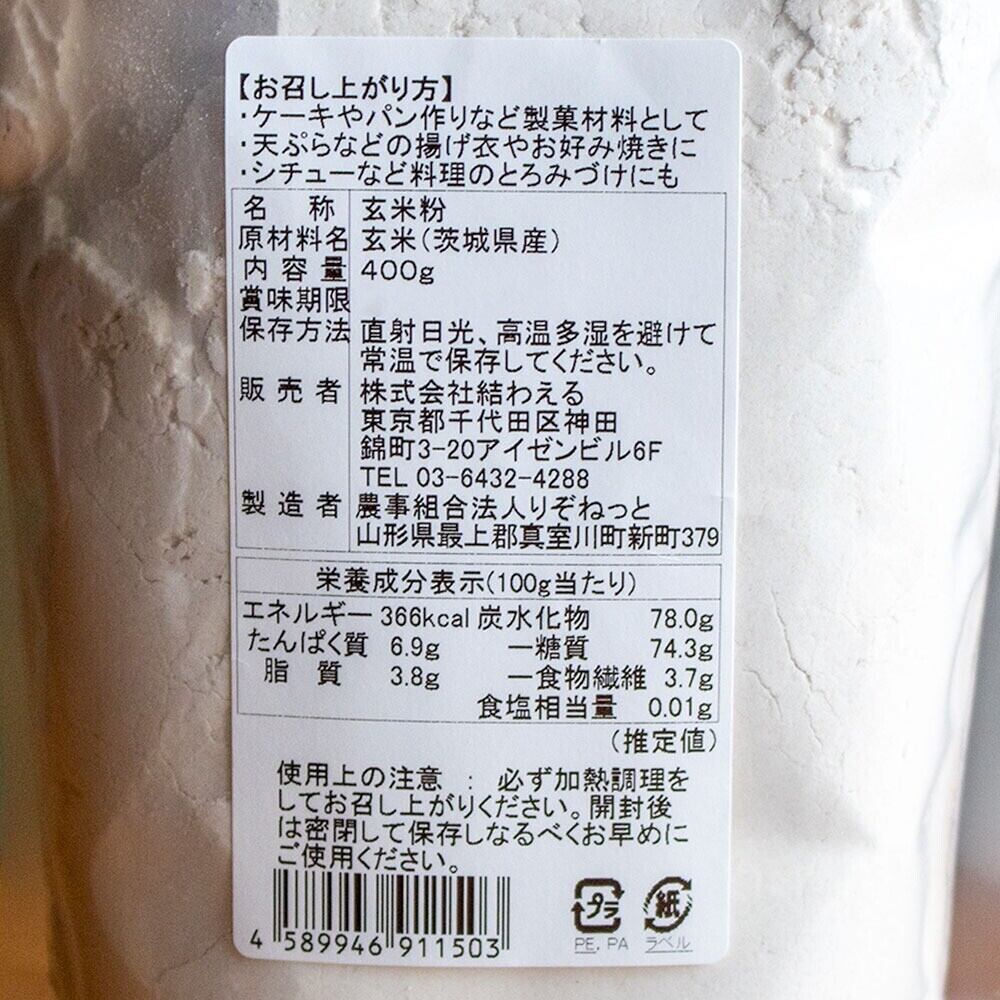 【お召し上がり方】
・ケーキやパン作りなど製菓材料として
・天ぷらなどの揚げ衣やお好み焼きに
・シチューなど料理のとろみづけにも
名 称 玄米粉
原材料名 玄米(茨城県産)
内容量 400g
賞味期限
保存方法 直射日光、高温多湿を避けて
常温で保存してください。
販売者 株式会社結わえる
東京都千代田区神田
錦町3-20アイゼンビル6F
TEL 03-6432-4288
製造者 農事組合法人りぞねっと
山形県最上郡真室川町新町379
栄養成分表示(100g当たり)
エネルギー 366kcal 炭水化物 78.0g
たんぱく質 6.9g ―糖質 74.3g
脂 質 3.8g ―食物繊維 3.7g
食塩相当量 0.01g
(推定値)
使用上の注意 : 必ず加熱調理を
してお召し上がりください。開封後
は密閉して保存しなるべくお早めに
ご使用ください。
4 589946 911503
プラ 紙
PE, PA ラベル